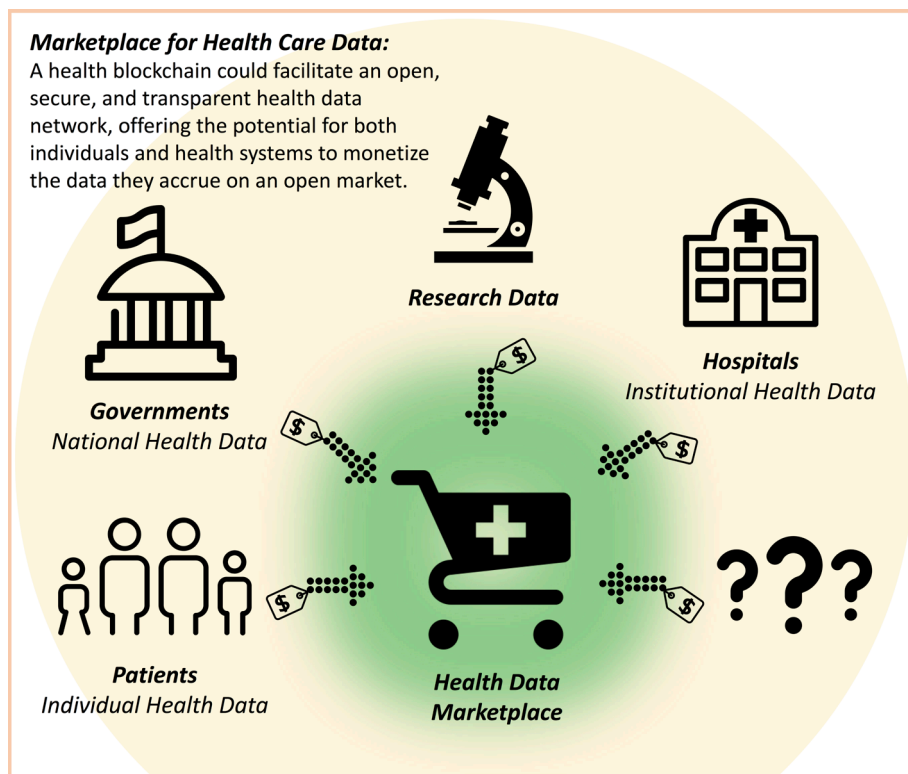 Marketplace for Health Care Data:
A health blockchain could facilitate an open,
secure, and transparent health data
network, offering the potential for both
individuals and health systems to monetize
the data they accrue on an open market.
Research Data
$
Hospitals
Institutional Health Data
$
Governments
National Health Data
$
$
$
? ? ?
Patients
Individual Health Data
Health Data
Marketplace